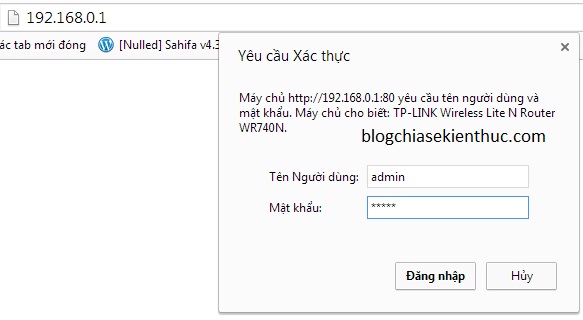 192.168.0.1
ác tab mới đóng
[Nulled] Sahifa v4.3
Yêu cầu Xác thực
Máy chủ http://192.168.0.1:80 yêu cầu tên người dùng và
mật khẩu. Máy chủ cho biết: TP-LINK Wireless Lite N Router
WR740N.
blogchiasekienthuc.com
Tên Người dùng: admin
Mật khẩu: *****
Đăng nhập Hủy